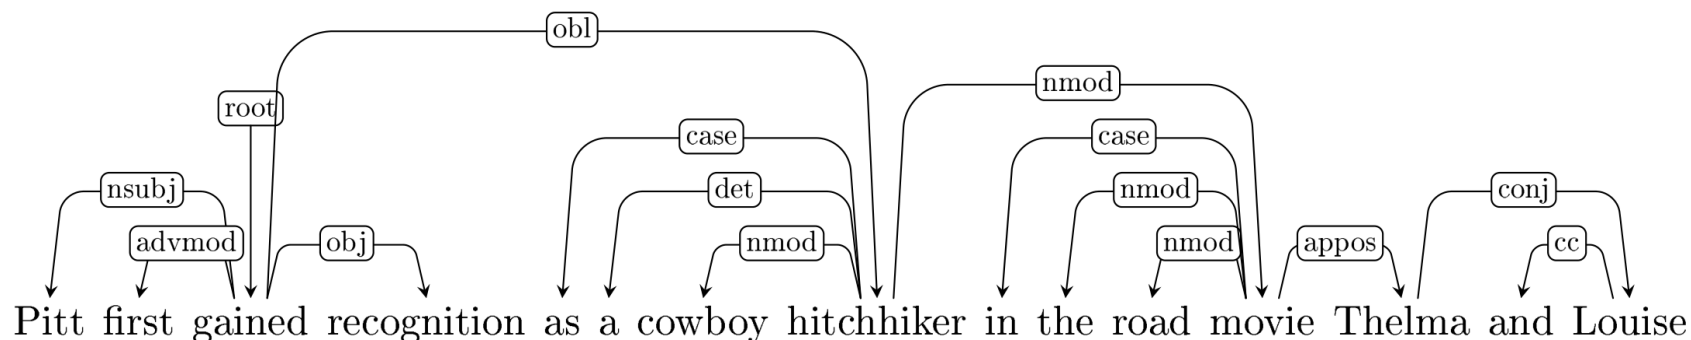 obl
nmod
root
case case
nsubj det nmod conj
advmod obj nmod nmod appos cc
Pitt first gained recognition as a cowboy hitchhiker in the road movie Thelma and Louise